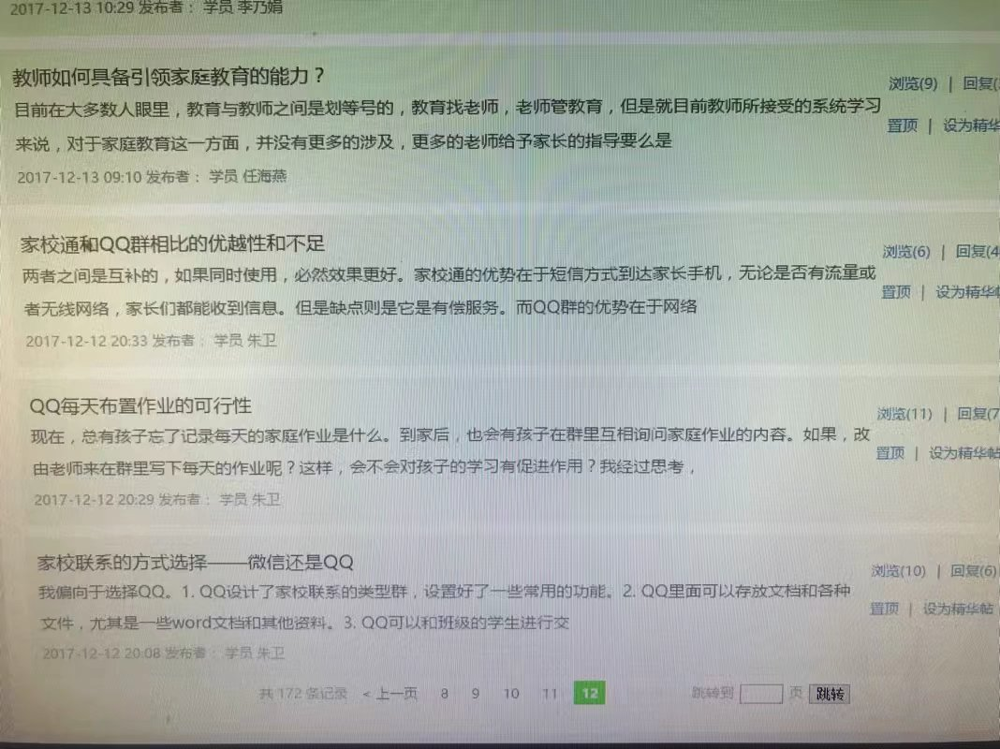 2017-12-13 10:29 发布者： 学员 李乃娟
教师如何具备引领家庭教育的能力？
浏览(9) | 回复(
目前在大多数人眼里，教育与教师之间是划等号的，教育找老师，老师管教育，但是就目前教师所接受的系统学习
置顶 | 设为精华
来说，对于家庭教育这一方面，并没有更多的涉及，更多的老师给予家长的指导要么是
2017-12-13 09:10 发布者： 学员 任海燕
家校通和QQ群相比的优越性和不足
浏览(6) | 回复(4
两者之间是互补的，如果同时使用，必然效果更好。家校通的优势在于短信方式到达家长手机，无论是否有流量或
置顶 | 设为精华帖
者无线网络，家长们都能收到信息。但是缺点则是它是有偿服务。而QQ群的优势在于网络
2017-12-12 20:33 发布者： 学员 朱卫
QQ每天布置作业的可行性
浏览(11) | 回复(7
现在，总有孩子忘了记录每天的家庭作业是什么。到家后，也会有孩子在群里互相询问家庭作业的内容。如果，改
置顶 | 设为精华帖
由老师来在群里写下每天的作业呢？这样，会不会对孩子的学习有促进作用？我经过思考，
2017-12-12 20:29 发布者： 学员 朱卫
家校联系的方式选择——微信还是QQ
浏览(10) | 回复(6)
我偏向于选择QQ。1. QQ设计了家校联系的类型群，设置好了一些常用的功能。2. QQ里面可以存放文档和各种
置顶 | 设为精华帖
文件，尤其是一些word文档和其他资料。3. QQ可以和班级的学生进行交
2017-12-12 20:08 发布者： 学员 朱卫
共 172 条记录 < 上一页 8 9 10 11 12 跳转到 页 跳转